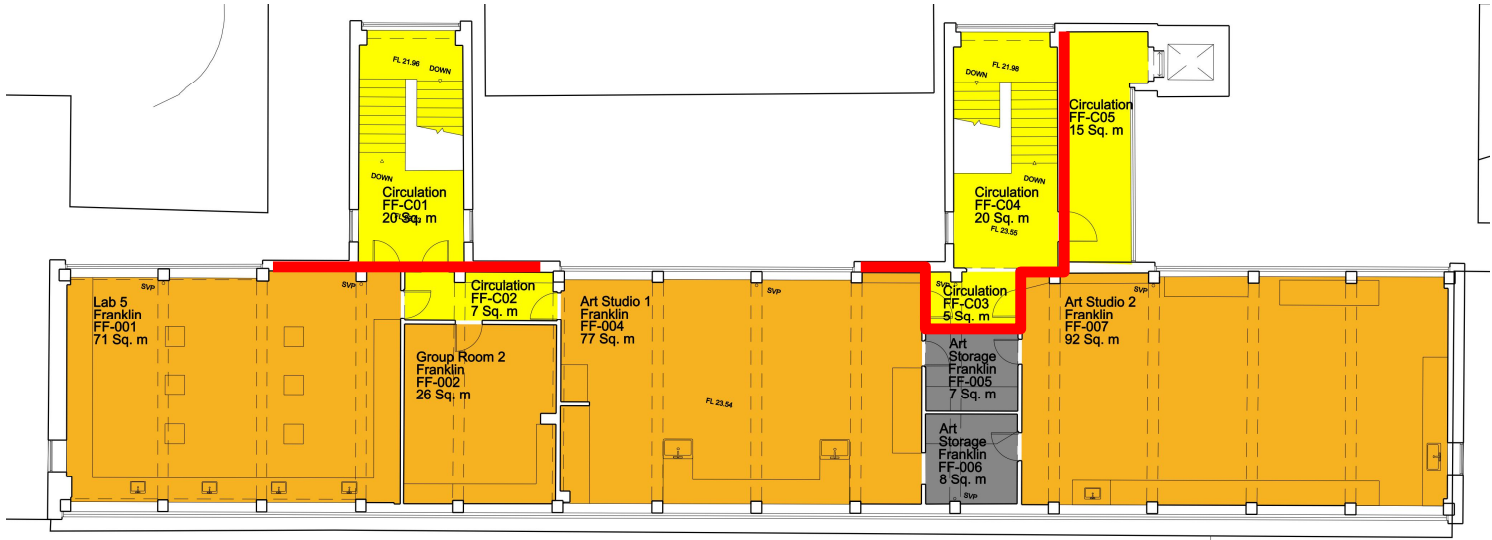 FL 21.96
DOWN
DOWN
Circulation
FF-C01
20 Sq. m
FL 21.98
DOWN
DOWN
Circulation
FF-C04
20 Sq. m
FL 23.55
Circulation
FF-C05
15 Sq. m
SVP
Lab 5
Franklin
FF-001
71 Sq. m
SVP
Circulation
FF-C02
7 Sq. m
Group Room 2
Franklin
FF-002
26 Sq. m
Art Studio 1
Franklin
FF-004
77 Sq. m
SVP
FL 23.54
SVP
Circulation
FF-C03
5 Sq. m
Art
Storage
Franklin
FF-005
7 Sq. m
Art
Storage
Franklin
FF-006
8 Sq. m
SVP
Art Studio 2
Franklin
FF-007
92 Sq. m
SVP